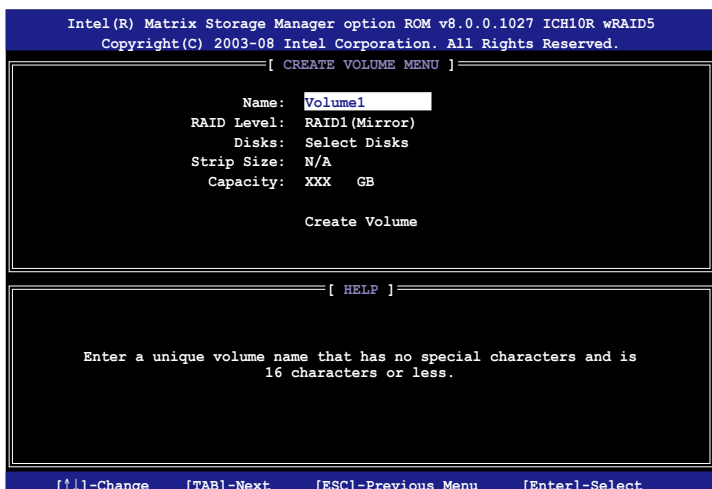 Intel(R) Matrix Storage Manager option ROM v8.0.0.1027 ICH10R wRAID5
Copyright(C) 2003-08 Intel Corporation. All Rights Reserved.
[ CREATE VOLUME MENU ]
Name: Volume1
RAID Level: RAID1(Mirror)
Disks: Select Disks
Strip Size: N/A
Capacity: XXX GB
Create Volume
[ HELP ]
Enter a unique volume name that has no special characters and is
16 characters or less.
[↑↓]-Change [TAB]-Next [ESC]-Previous Menu [Enter]-Select